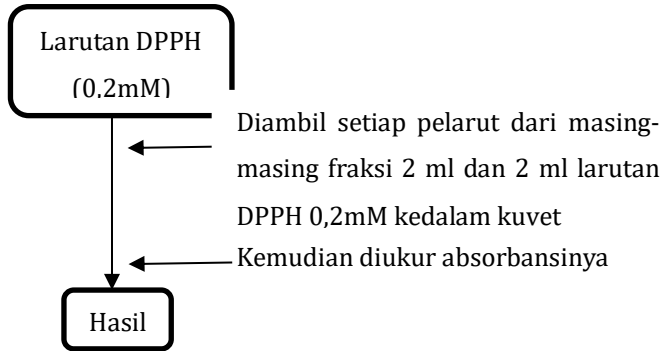 Larutan DPPH
(0,2mM)
Diambil setiap pelarut dari masing-
masing fraksi 2 ml dan 2 ml larutan
DPPH 0,2mM kedalam kuvet
Kemudian diukur absorbansinya
Hasil